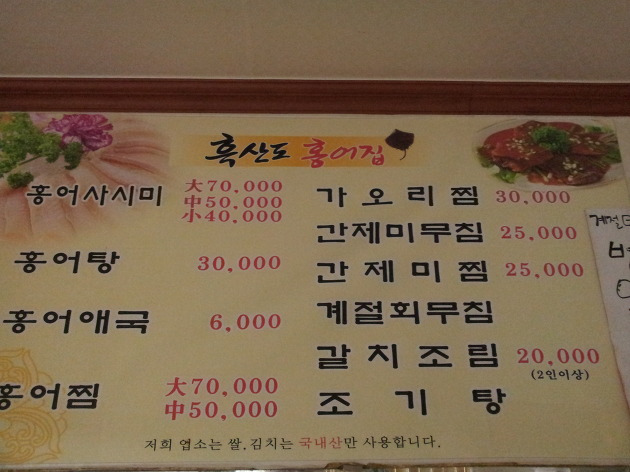 흑산도 홍어집
홍어사시미 大70,000
中50,000
小40,000
홍어탕 30,000
홍어애국 6,000
홍어찜 大70,000
中50,000
가오리찜 30,000
간제미무침 25,000
간제미찜 25,000
계절회무침
갈치조림 20,000
(2인이상)
조기탕
저희 업소는 쌀.김치는 국내산만 사용합니다.
계절